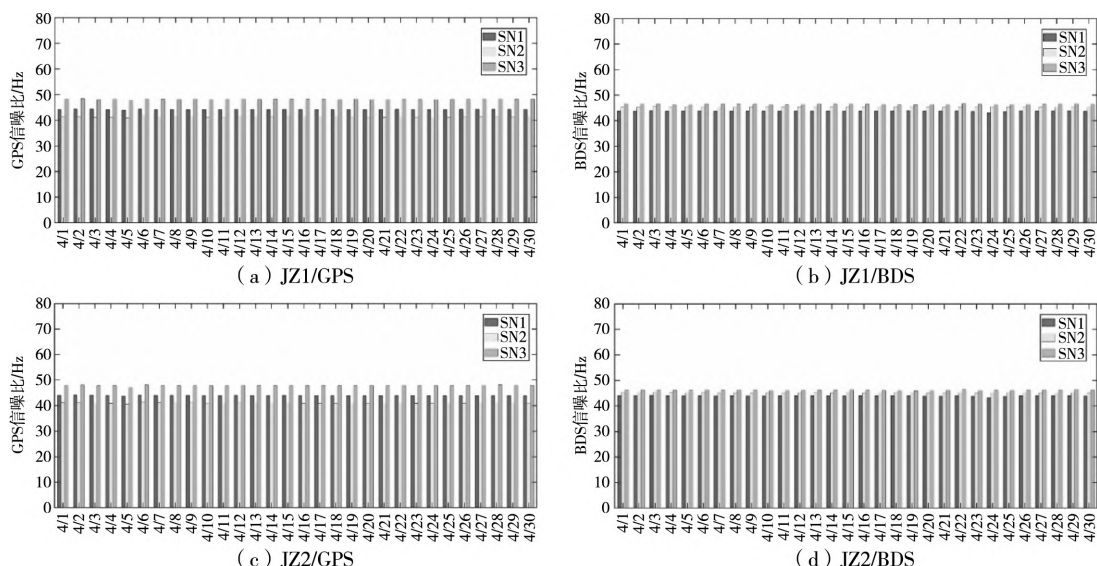 80
70
60
50
40
30
20
10
0
GPS信噪比/Hz
SN1
SN2
SN3
4/1 4/2 4/3 4/4 4/5 4/6 4/7 4/8 4/9 4/10 4/11 4/12 4/13 4/14 4/15 4/16 4/17 4/18 4/19 4/20 4/21 4/22 4/23 4/24 4/25 4/26 4/27 4/28 4/29 4/30
（a）JZ1/GPS
80
70
60
50
40
30
20
10
0
BDS信噪比/Hz
SN1
SN2
SN3
4/1 4/2 4/3 4/4 4/5 4/6 4/7 4/8 4/9 4/10 4/11 4/12 4/13 4/14 4/15 4/16 4/17 4/18 4/19 4/20 4/21 4/22 4/23 4/24 4/25 4/26 4/27 4/28 4/29 4/30
（b）JZ1/BDS
80
70
60
50
40
30
20
10
0
GPS信噪比/Hz
SN1
SN2
SN3
4/1 4/2 4/3 4/4 4/5 4/6 4/7 4/8 4/9 4/10 4/11 4/12 4/13 4/14 4/15 4/16 4/17 4/18 4/19 4/20 4/21 4/22 4/23 4/24 4/25 4/26 4/27 4/28 4/29 4/30
（c）JZ2/GPS
80
70
60
50
40
30
20
10
0
BDS信噪比/Hz
SN1
SN2
SN3
4/1 4/2 4/3 4/4 4/5 4/6 4/7 4/8 4/9 4/10 4/11 4/12 4/13 4/14 4/15 4/16 4/17 4/18 4/19 4/20 4/21 4/22 4/23 4/24 4/25 4/26 4/27 4/28 4/29 4/30
（d）JZ2/BDS